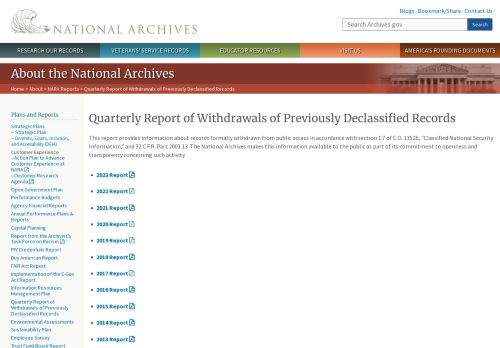 Blogs · Bookmark/Share · Contact Us
NATIONAL ARCHIVES
Search Archives.gov
Search
RESEARCH OUR RECORDS
VETERANS' SERVICE RECORDS
EDUCATOR RESOURCES
VISIT US
AMERICA'S FOUNDING DOCUMENTS
About the National Archives
Home > About > NARA Reports > Quarterly Report of Withdrawals of Previously Declassified Records
Plans and Reports
Strategic Plans
– Strategic Plan
– Diversity, Equity, Inclusion,
and Accessibility (DEIA)
Customer Experience
–Action Plan to Advance
Customer Experience at
NARA
–Customer Research
Agenda
Open Government Plan
Performance Budgets
Agency Financial Reports
Annual Performance Plans &
Reports
Capital Planning
Report from the Archivist's
Task Force on Racism
PIV Credentials Report
Buy American Report
FAIR Act Report
Implementation of the E-Gov
Act Report
Information Resources
Management Plan
Quarterly Report of
Withdrawals of Previously
Declassified Records
Environmental Assessments
Sustainability Plan
Employee Survey
Trust Fund Board Report
Quarterly Report of Withdrawals of Previously Declassified Records
This report provides information about records formally withdrawn from public access in accordance with section 1.7 of E.O. 13526, "Classified National Security
Information," and 32 C.F.R. Part 2001.13. The National Archives makes this information available to the public as part of its commitment to openness and
transparency concerning such activity
• 2023 Report
• 2022 Report
• 2021 Report
• 2020 Report
• 2019 Report
• 2018 Report
• 2017 Report
• 2016 Report
• 2015 Report
• 2014 Report
• 2013 Report